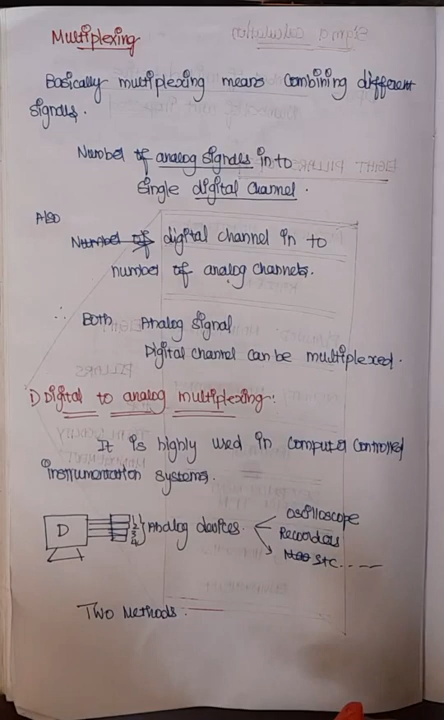 Multiplexing
Basically multiplexing means combining different
signals.
Number of analog signals in to
single digital channel.
Also
Number of digital channel in to
number of analog channels.
∴ Both Analog signal
Digital channel can be multiplexed.
1) Digital to analog multiplexing:
It is highly used in computer controlled
instrumentation systems.
D 1 2 3 4 Analog devices. oscilloscope
Recorders
etc.----
Two Methods: